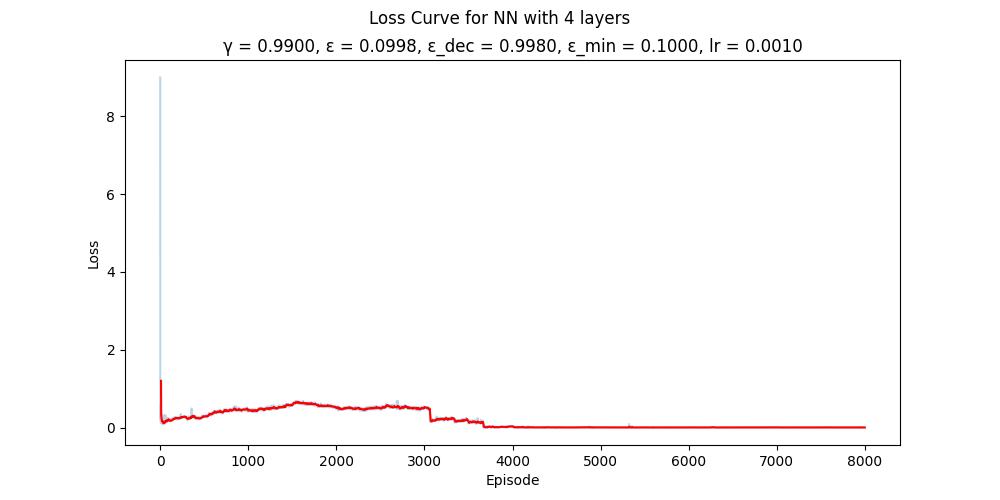 Loss Curve for NN with 4 layers
γ = 0.9900, ε = 0.0998, ε_dec = 0.9980, ε_min = 0.1000, lr = 0.0010
8
6
4
2
0
Loss
0 1000 2000 3000 4000 5000 6000 7000 8000
Episode